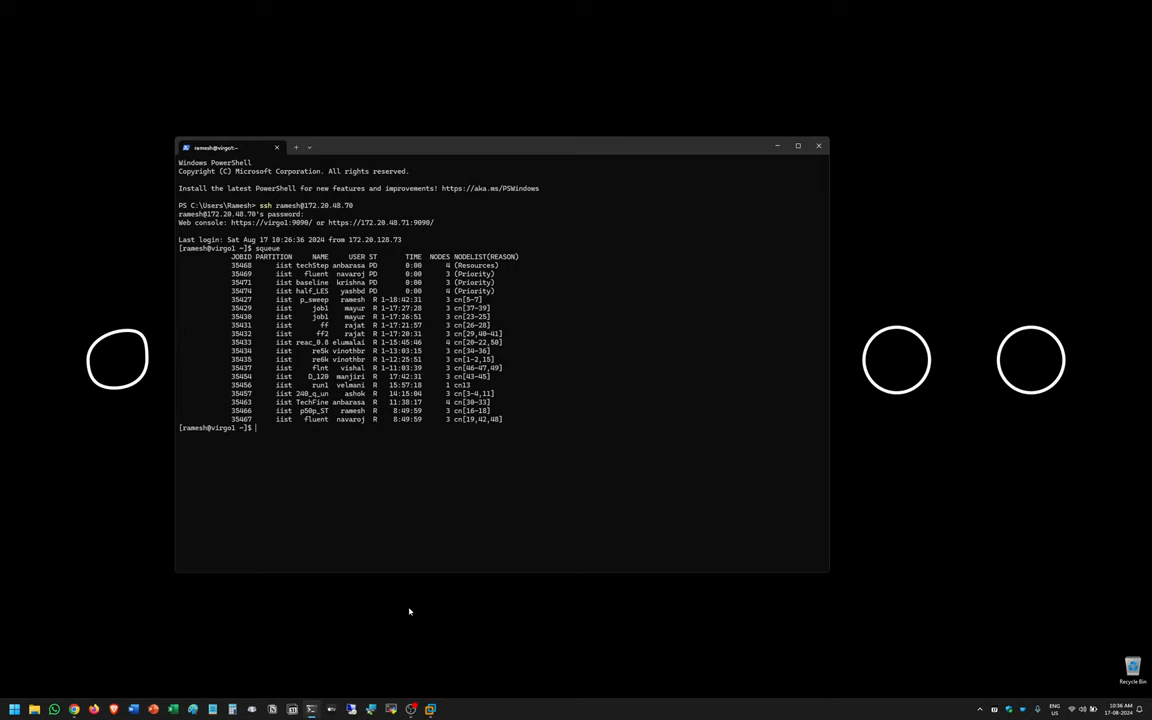 ramesh@virgo1:~
Windows PowerShell
Copyright (C) Microsoft Corporation. All rights reserved.
Install the latest PowerShell for new features and improvements! https://aka.ms/PSWindows
PS C:\Users\Ramesh> ssh ramesh@172.20.48.70
ramesh@172.20.48.70's password:
Web console: https://virgo1:9090/ or https://172.20.48.71:9090/
Last login: Sat Aug 17 10:26:36 2024 from 172.20.128.73
[ramesh@virgo1 ~]$ squeue
JOBID PARTITION NAME USER ST TIME NODES NODELIST(REASON)
35468 iist techStep anbarasa PD 0:00 4 (Resources)
35469 iist fluent navaroj PD 0:00 3 (Priority)
35471 iist baseline krishna PD 0:00 3 (Priority)
35474 iist half_LES yashbd PD 0:00 4 (Priority)
35427 iist p_sweep ramesh R 1-18:42:31 3 cn[5-7]
35429 iist job1 mayur R 1-17:27:28 3 cn[37-39]
35430 iist job1 mayur R 1-17:26:51 3 cn[23-25]
35431 iist ff rajat R 1-17:21:57 3 cn[26-28]
35432 iist ff2 rajat R 1-17:20:31 3 cn[29,40-41]
35433 iist reac_0.8 elumalai R 1-15:45:46 4 cn[20-22,50]
35434 iist re5k vinothbr R 1-13:03:15 3 cn[34-36]
35435 iist re6k vinothbr R 1-12:25:51 3 cn[1-2,15]
35437 iist flnt vishal R 1-11:03:39 3 cn[46-47,49]
35454 iist D_120 manjiri R 17:42:31 3 cn[43-45]
35456 iist run1 velmani R 15:57:18 1 cn13
35457 iist 240_q_un ashok R 14:15:04 3 cn[3-4,11]
35463 iist TechFine anbarasa R 11:38:17 4 cn[30-33]
35466 iist p50p_ST ramesh R 8:49:59 3 cn[16-18]
35467 iist fluent navaroj R 8:49:59 3 cn[19,42,48]
[ramesh@virgo1 ~]$
Recycle Bin
ENG
US
10:36 AM
17-08-2024